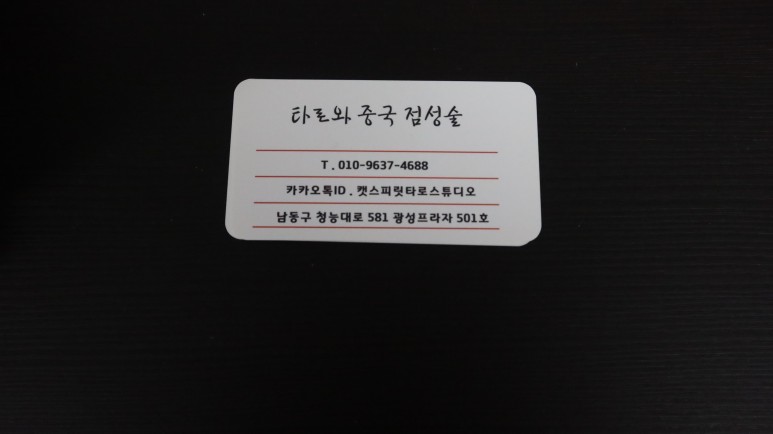 타로와 중국 점성술
T . 010-9637-4688
카카오톡ID . 캣스피릿타로스튜디오
남동구 청능대로 581 광성프라자 501호